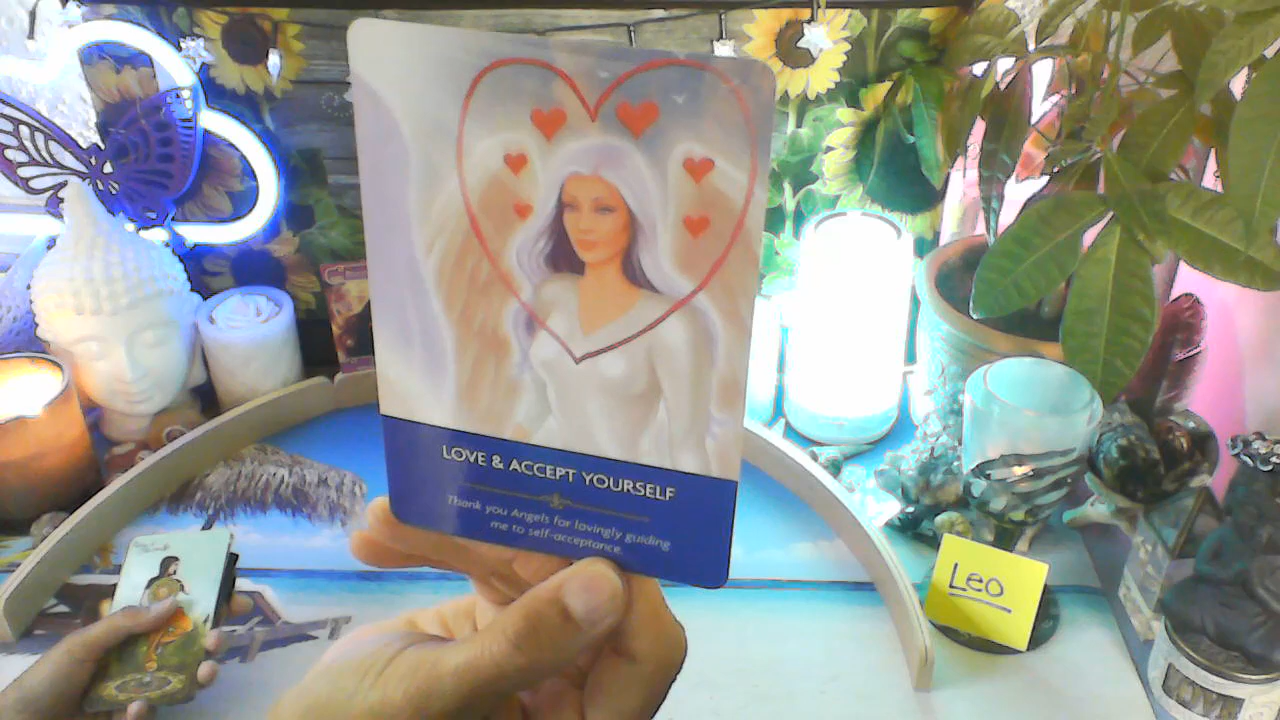 LOVE & ACCEPT YOURSELF
Thank you Angels for lovingly guiding
me to self-acceptance.
Leo